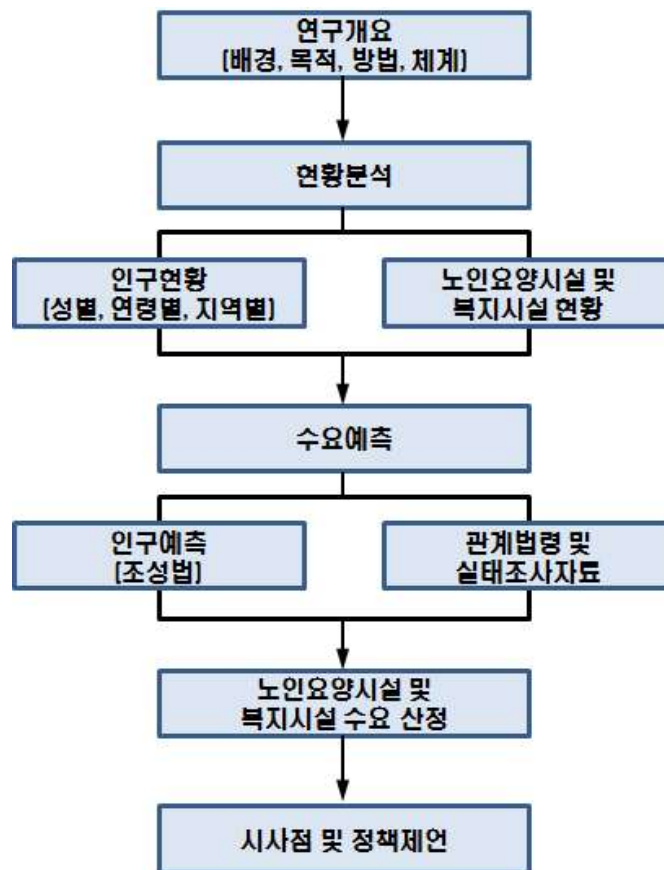 연구개요
(배경, 목적, 방법, 체계)
현황분석
인구현황
(성별, 연령별, 지역별)
노인요양시설 및
복지시설 현황
수요예측
인구예측
(조성법)
관계법령 및
실태조사자료
노인요양시설 및
복지시설 수요 산정
시사점 및 정책제언